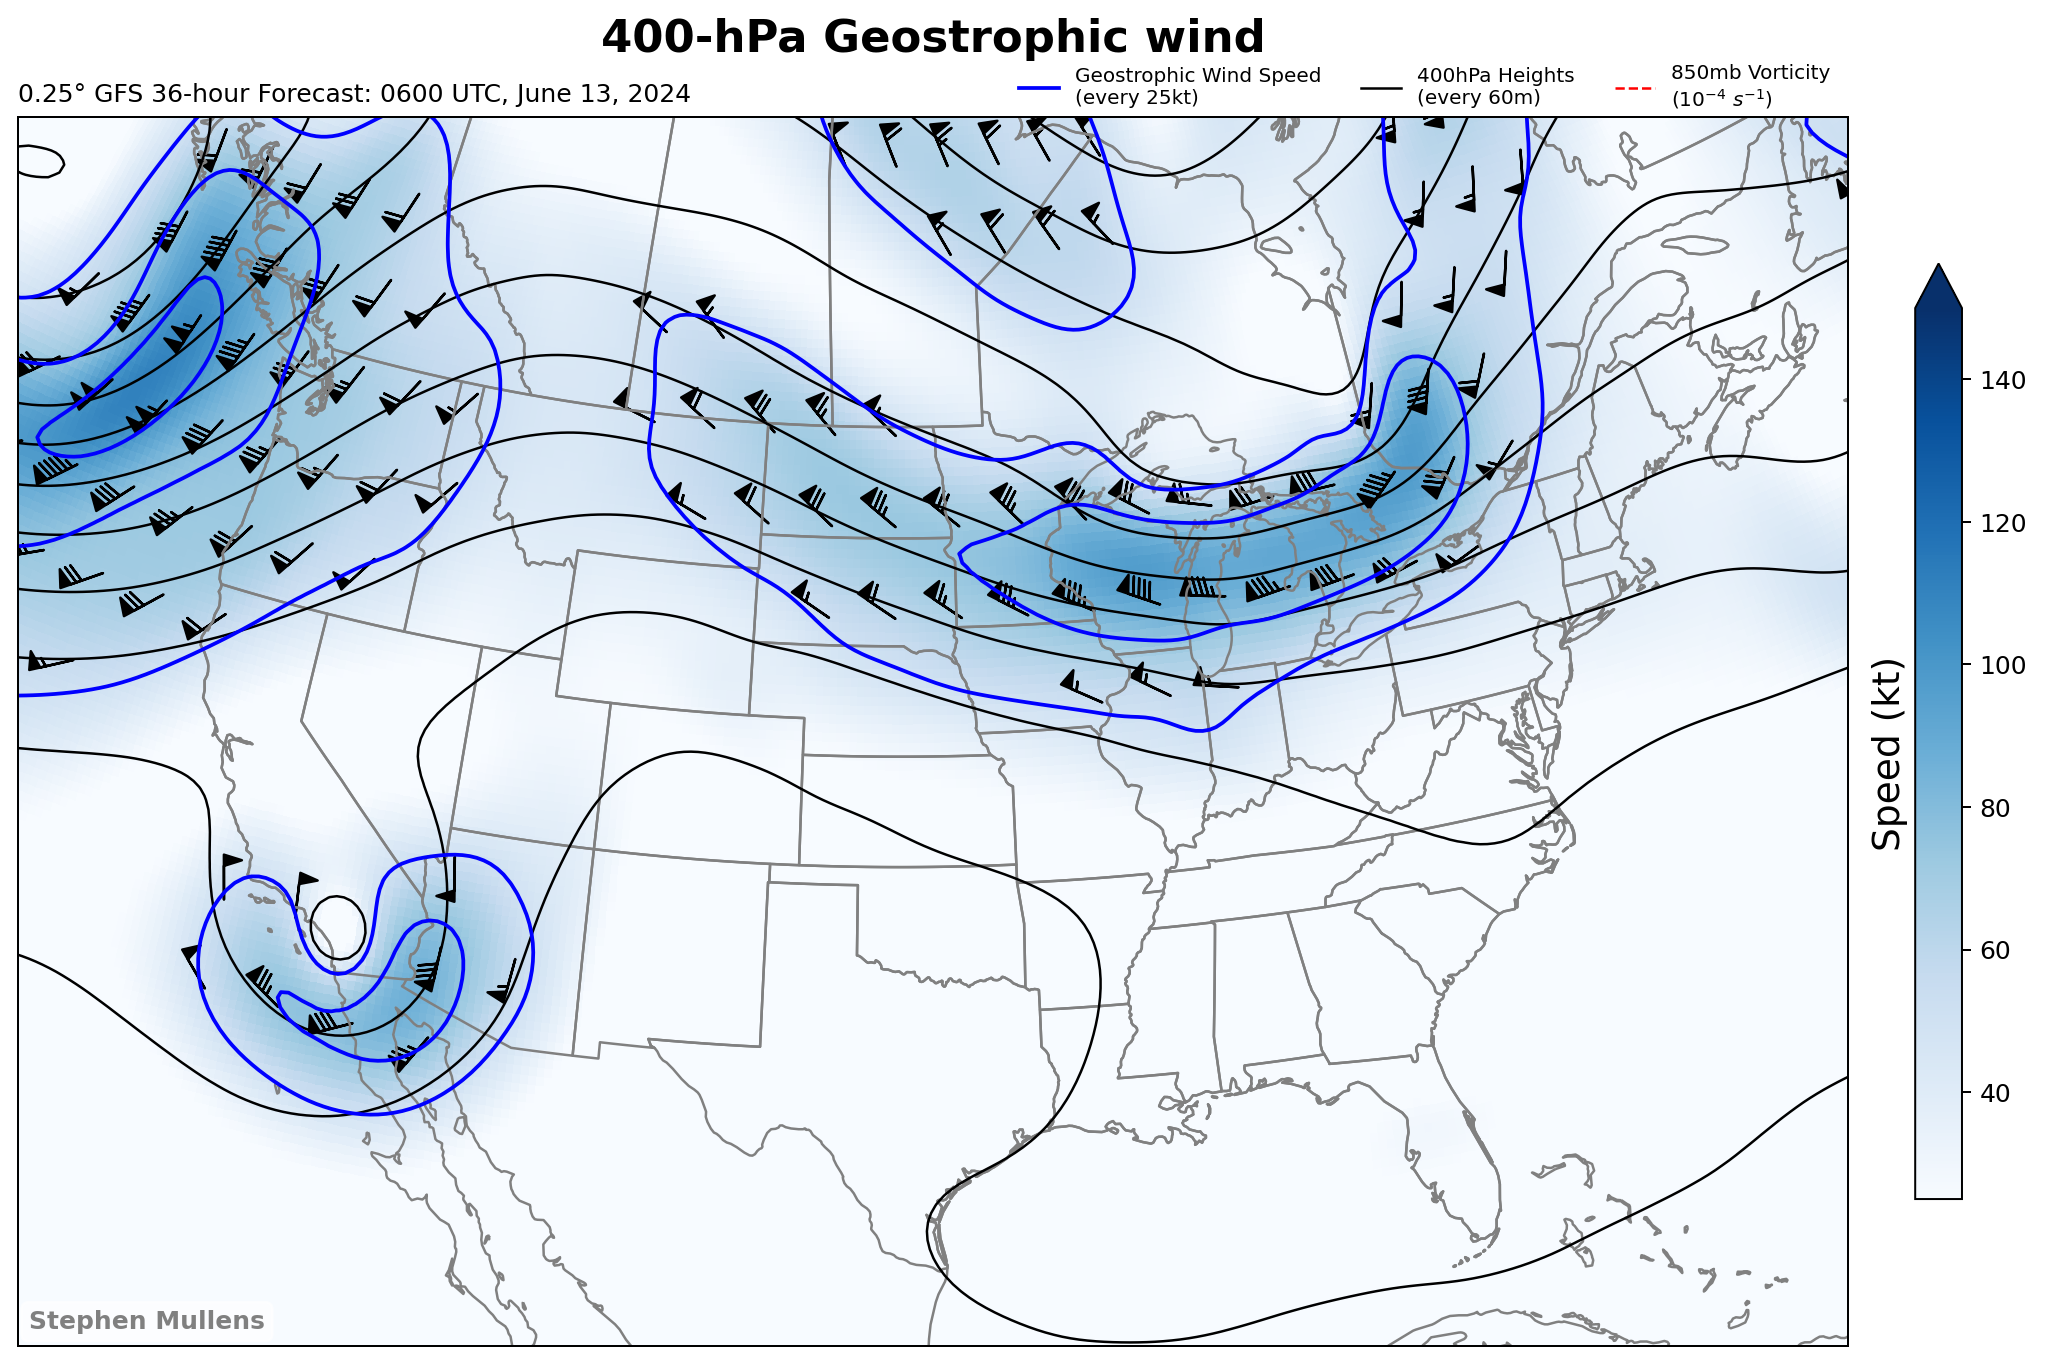 400-hPa Geostrophic wind
0.25° GFS 36-hour Forecast: 0600 UTC, June 13, 2024
Geostrophic Wind Speed
(every 25kt)
400hPa Heights
(every 60m)
850mb Vorticity
(10⁻⁴ s⁻¹)
140
120
100
80
60
40
Speed (kt)
Stephen Mullens